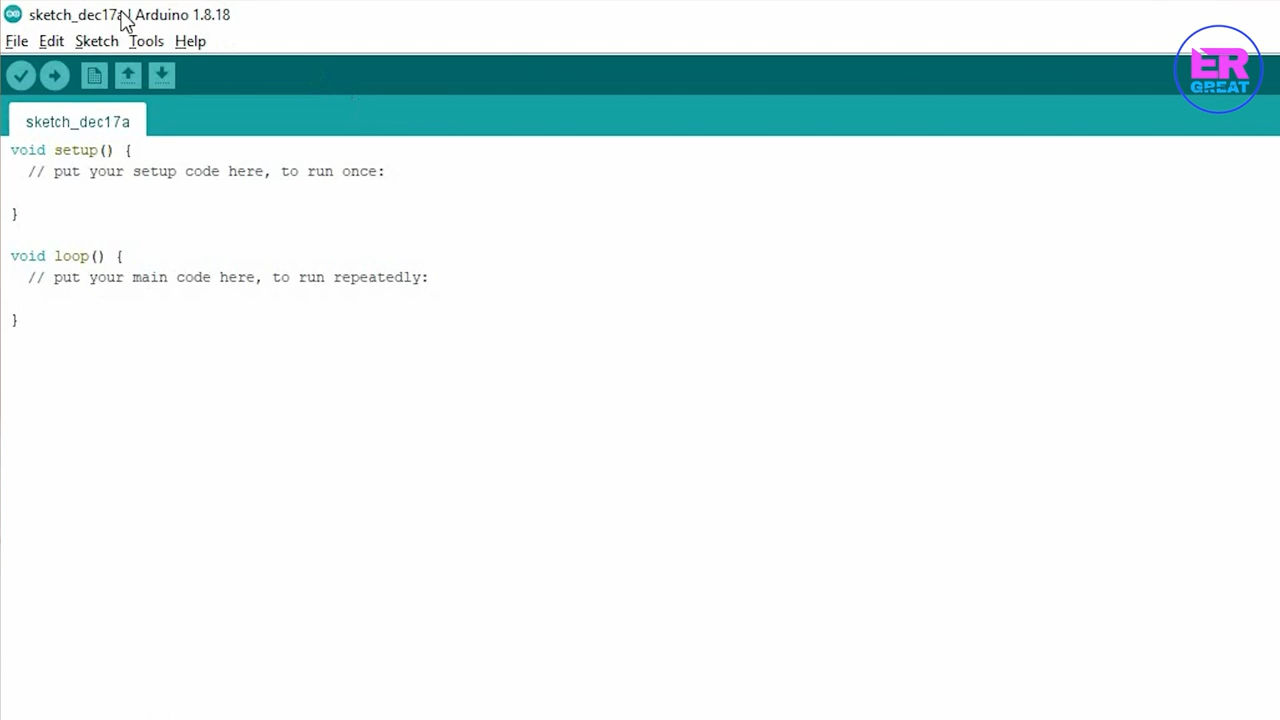 sketch_dec17a | Arduino 1.8.18
File Edit Sketch Tools Help
ER
GREAT
sketch_dec17a
void setup() {
  // put your setup code here, to run once:
}
void loop() {
  // put your main code here, to run repeatedly:
}